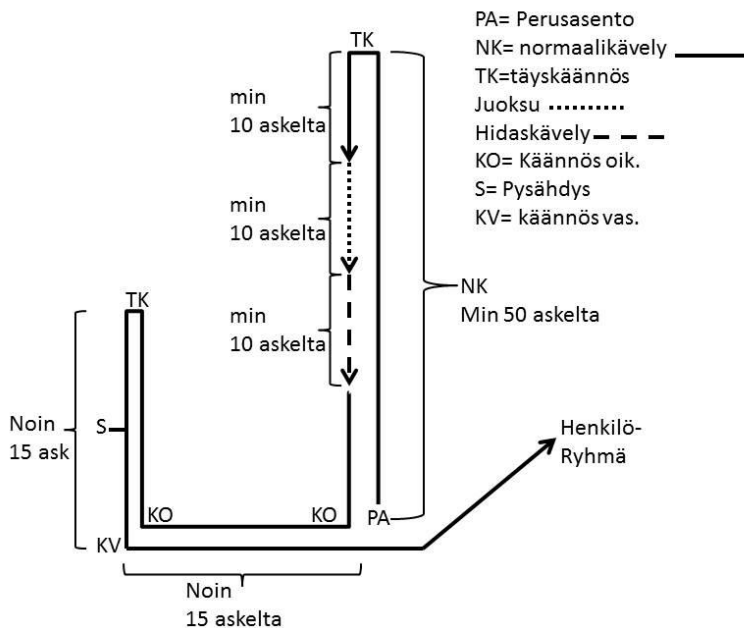 TK
PA= Perusasento
NK= normaalikävely
TK=täyskäännös
Juoksu
Hidaskävely
KO= Käännös oik.
S= Pysähdys
KV= käännös vas.
min
10 askelta
min
10 askelta
min
10 askelta
NK
Min 50 askelta
TK
Noin
15 ask
S
KO
KO
PA
KV
Henkilö-
Ryhmä
Noin
15 askelta